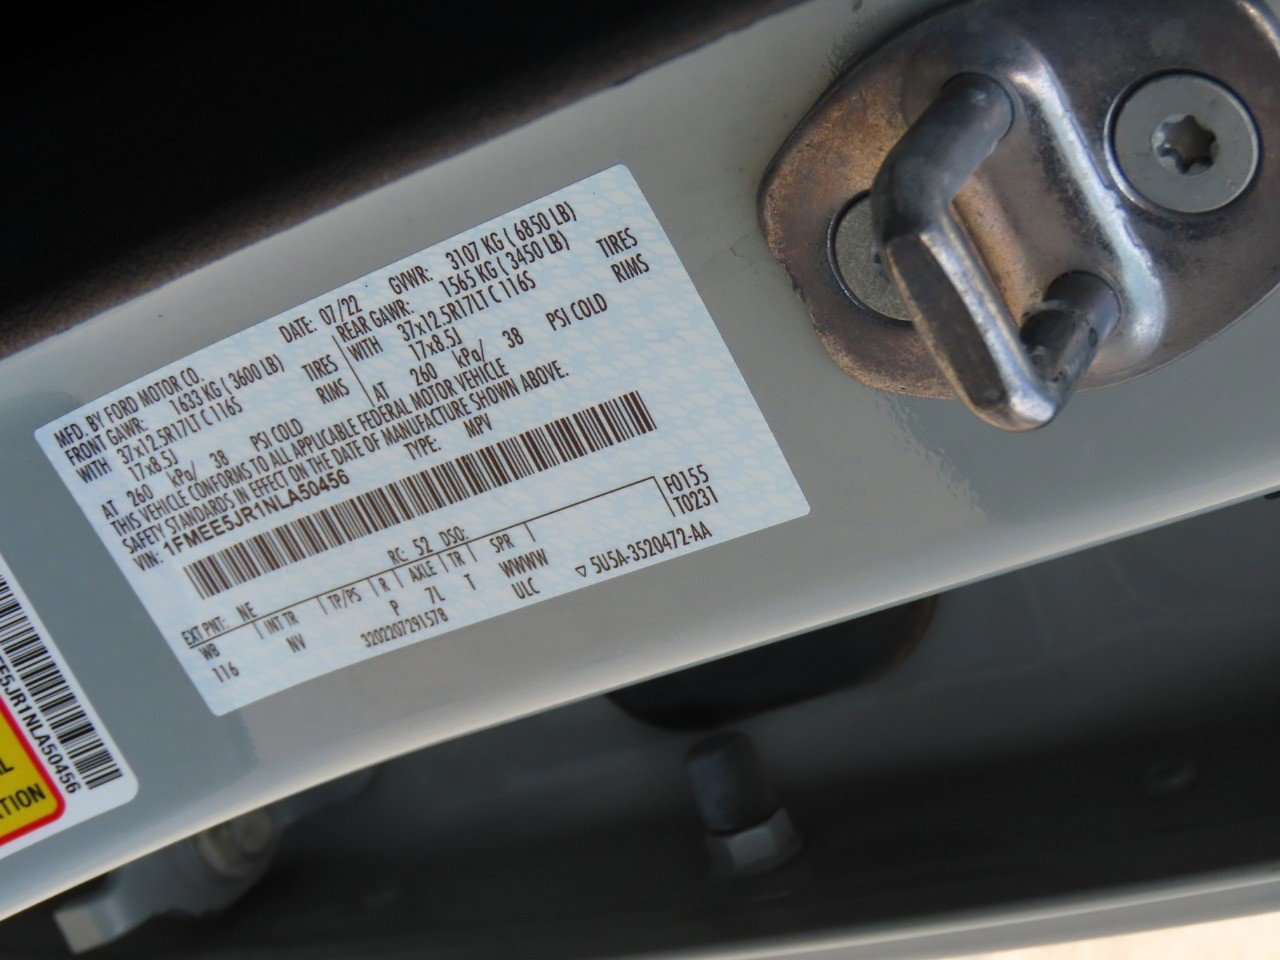 MFD. BY FORD MOTOR CO. DATE: 07/22 GVWR: 3107 KG ( 6850 LB)
FRONT GAWR: 1633 KG ( 3600 LB) REAR GAWR: 1565 KG ( 3450 LB)
WITH 37x12.5R17LT C 116S TIRES WITH 37x12.5R17LT C 116S TIRES
17x8.5J RIMS 17x8.5J RIMS
AT 260 kPa/ 38 PSI COLD AT 260 kPa/ 38 PSI COLD
THIS VEHICLE CONFORMS TO ALL APPLICABLE FEDERAL MOTOR VEHICLE
SAFETY STANDARDS IN EFFECT ON THE DATE OF MANUFACTURE SHOWN ABOVE.
VIN: 1FMEE5JR1NLA50456 TYPE: MPV
EXT PNT: NE RC: 52 DSO: F0155
WB INT TR TP/PS R AXLE TR SPR T0231
116 NV P 7L T WWWW
3202207291578 ULC ▽ 5U5A-3520472-AA
E5JR1NLA50456